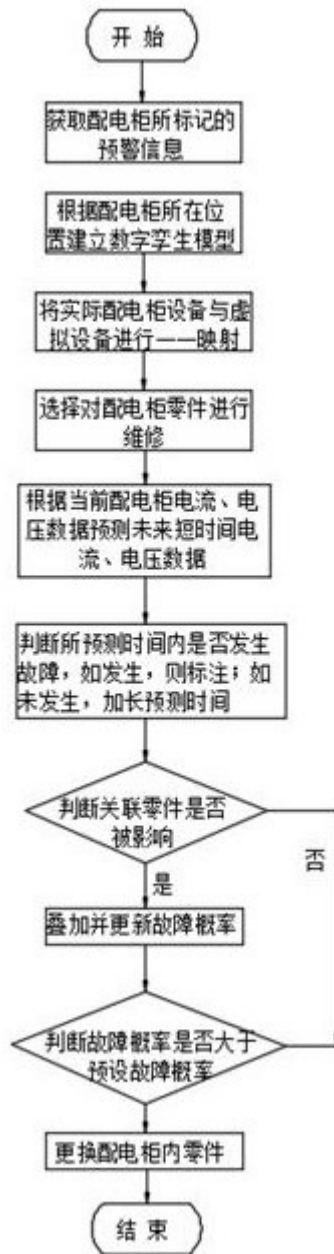 开 始
获取配电柜所标记的
预警信息
根据配电柜所在位
置建立数字孪生模型
将实际配电柜设备与虚
拟设备进行一一映射
选择对配电柜零件进行
维修
根据当前配电柜电流、电
压数据预测未来短时间电
流、电压数据
判断所预测时间内是否发生
故障，如发生，则标注；如
未发生，加长预测时间
判断关联零件是否
被影响
否
是
叠加并更新故障概率
判断故障概率是否大于
预设故障概率
更换配电柜内零件
结 束